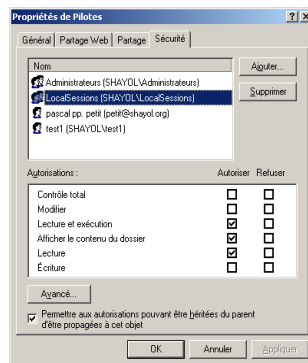 Propriétés de Pilotes
Général Partage Web Partage Sécurité
Nom
Administrateurs (SHAYOL\Administrateurs)
LocalSessions (SHAYOL\LocalSessions)
pascal pp. petit (petit@shayol.org)
test1 (SHAYOL\test1)
Ajouter...
Supprimer
Autorisations : Autoriser Refuser
Contrôle total
Modifier
Lecture et exécution
Afficher le contenu du dossier
Lecture
Écriture
Avancé...
Permettre aux autorisations pouvant être héritées du parent
d'être propagées à cet objet
OK Annuler Appliquer